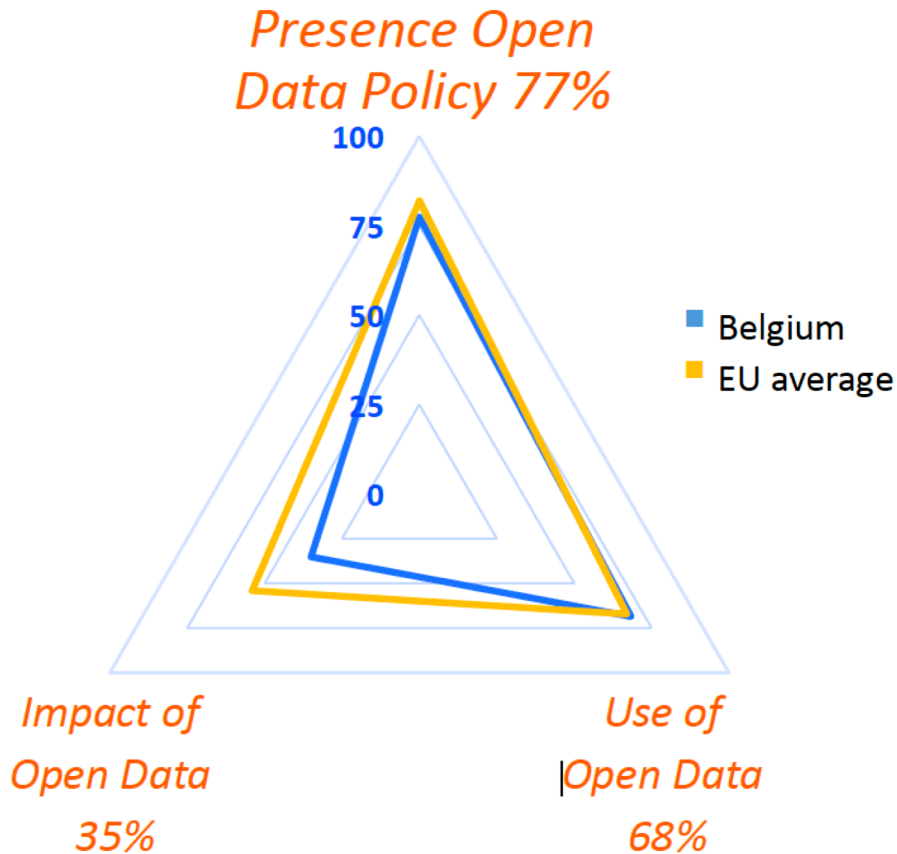 Presence Open
Data Policy 77%
100
75
50
25
0
Belgium
EU average
Impact of
Open Data
35%
Use of
Open Data
68%